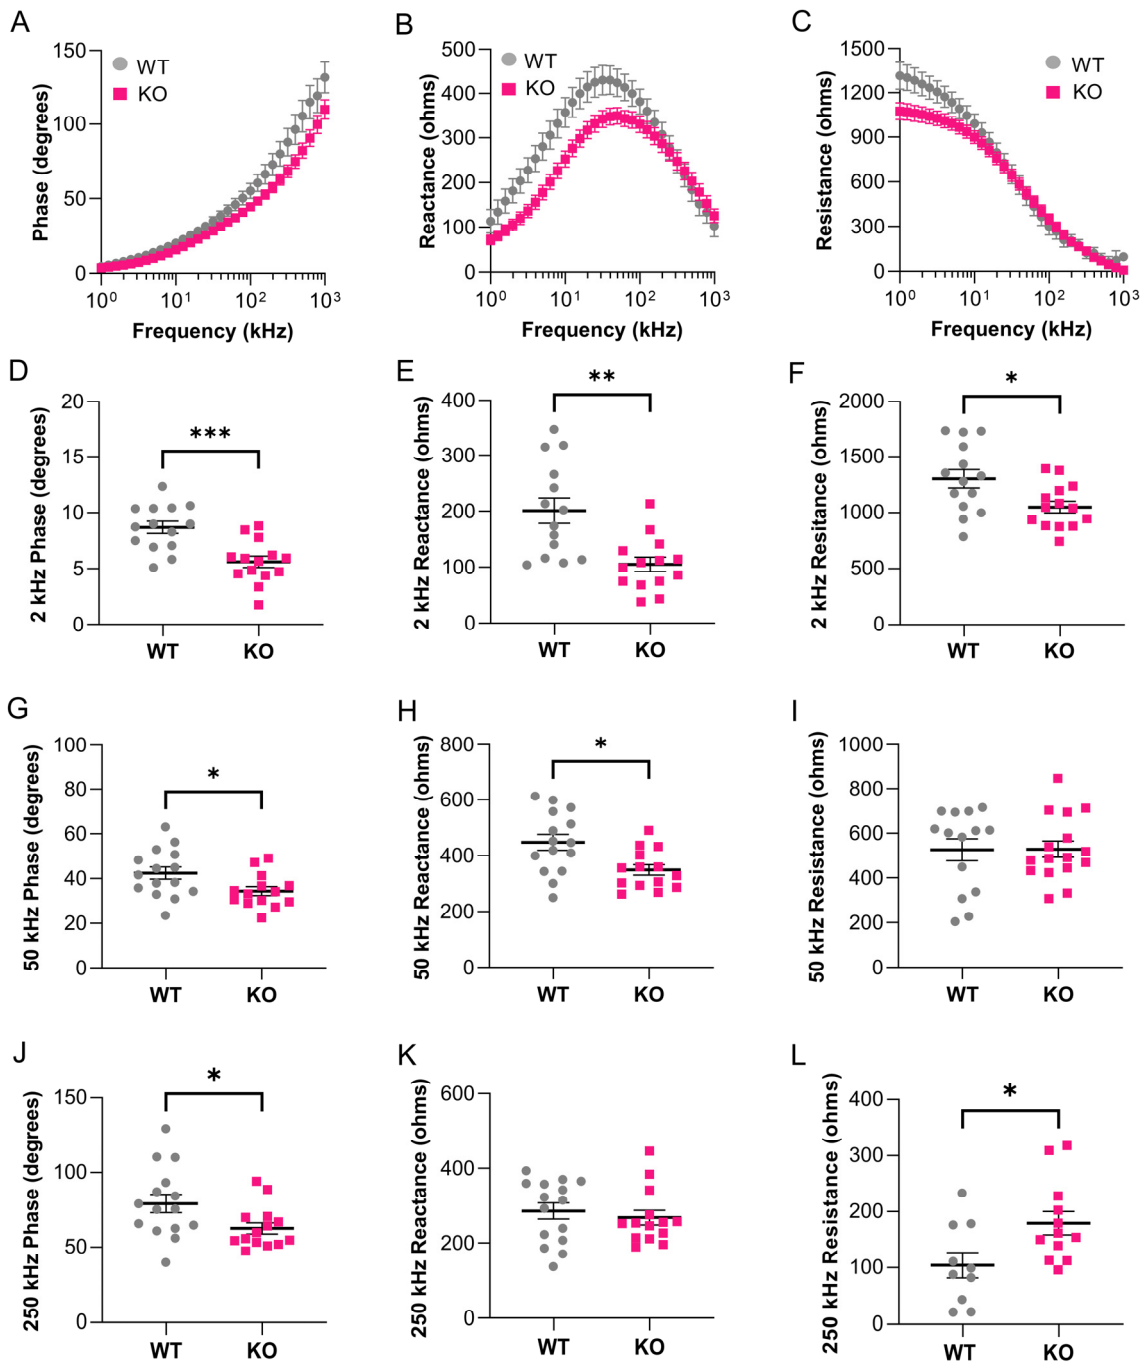 A
Phase (degrees)
150
100
50
0
WT
KO
10⁰
10¹
10²
10³
Frequency (kHz)
B
Reactance (ohms)
500
400
300
200
100
0
WT
KO
10⁰
10¹
10²
10³
Frequency (kHz)
C
Resistance (ohms)
1500
1200
900
600
300
0
WT
KO
10⁰
10¹
10²
10³
Frequency (kHz)
D
2 kHz Phase (degrees)
20
15
10
5
0
***
WT
KO
E
2 kHz Reactance (ohms)
400
300
200
100
0
**
WT
KO
F
2 kHz Resitance (ohms)
2000
1500
1000
500
0
*
WT
KO
G
50 kHz Phase (degrees)
100
80
60
40
20
0
*
WT
KO
H
50 kHz Reactance (ohms)
800
600
400
200
0
*
WT
KO
I
50 kHz Resistance (ohms)
1000
800
600
400
200
0
WT
KO
J
250 kHz Phase (degrees)
150
100
50
0
*
WT
KO
K
250 kHz Reactance (ohms)
600
400
200
0
WT
KO
L
250 kHz Resistance (ohms)
400
300
200
100
0
*
WT
KO